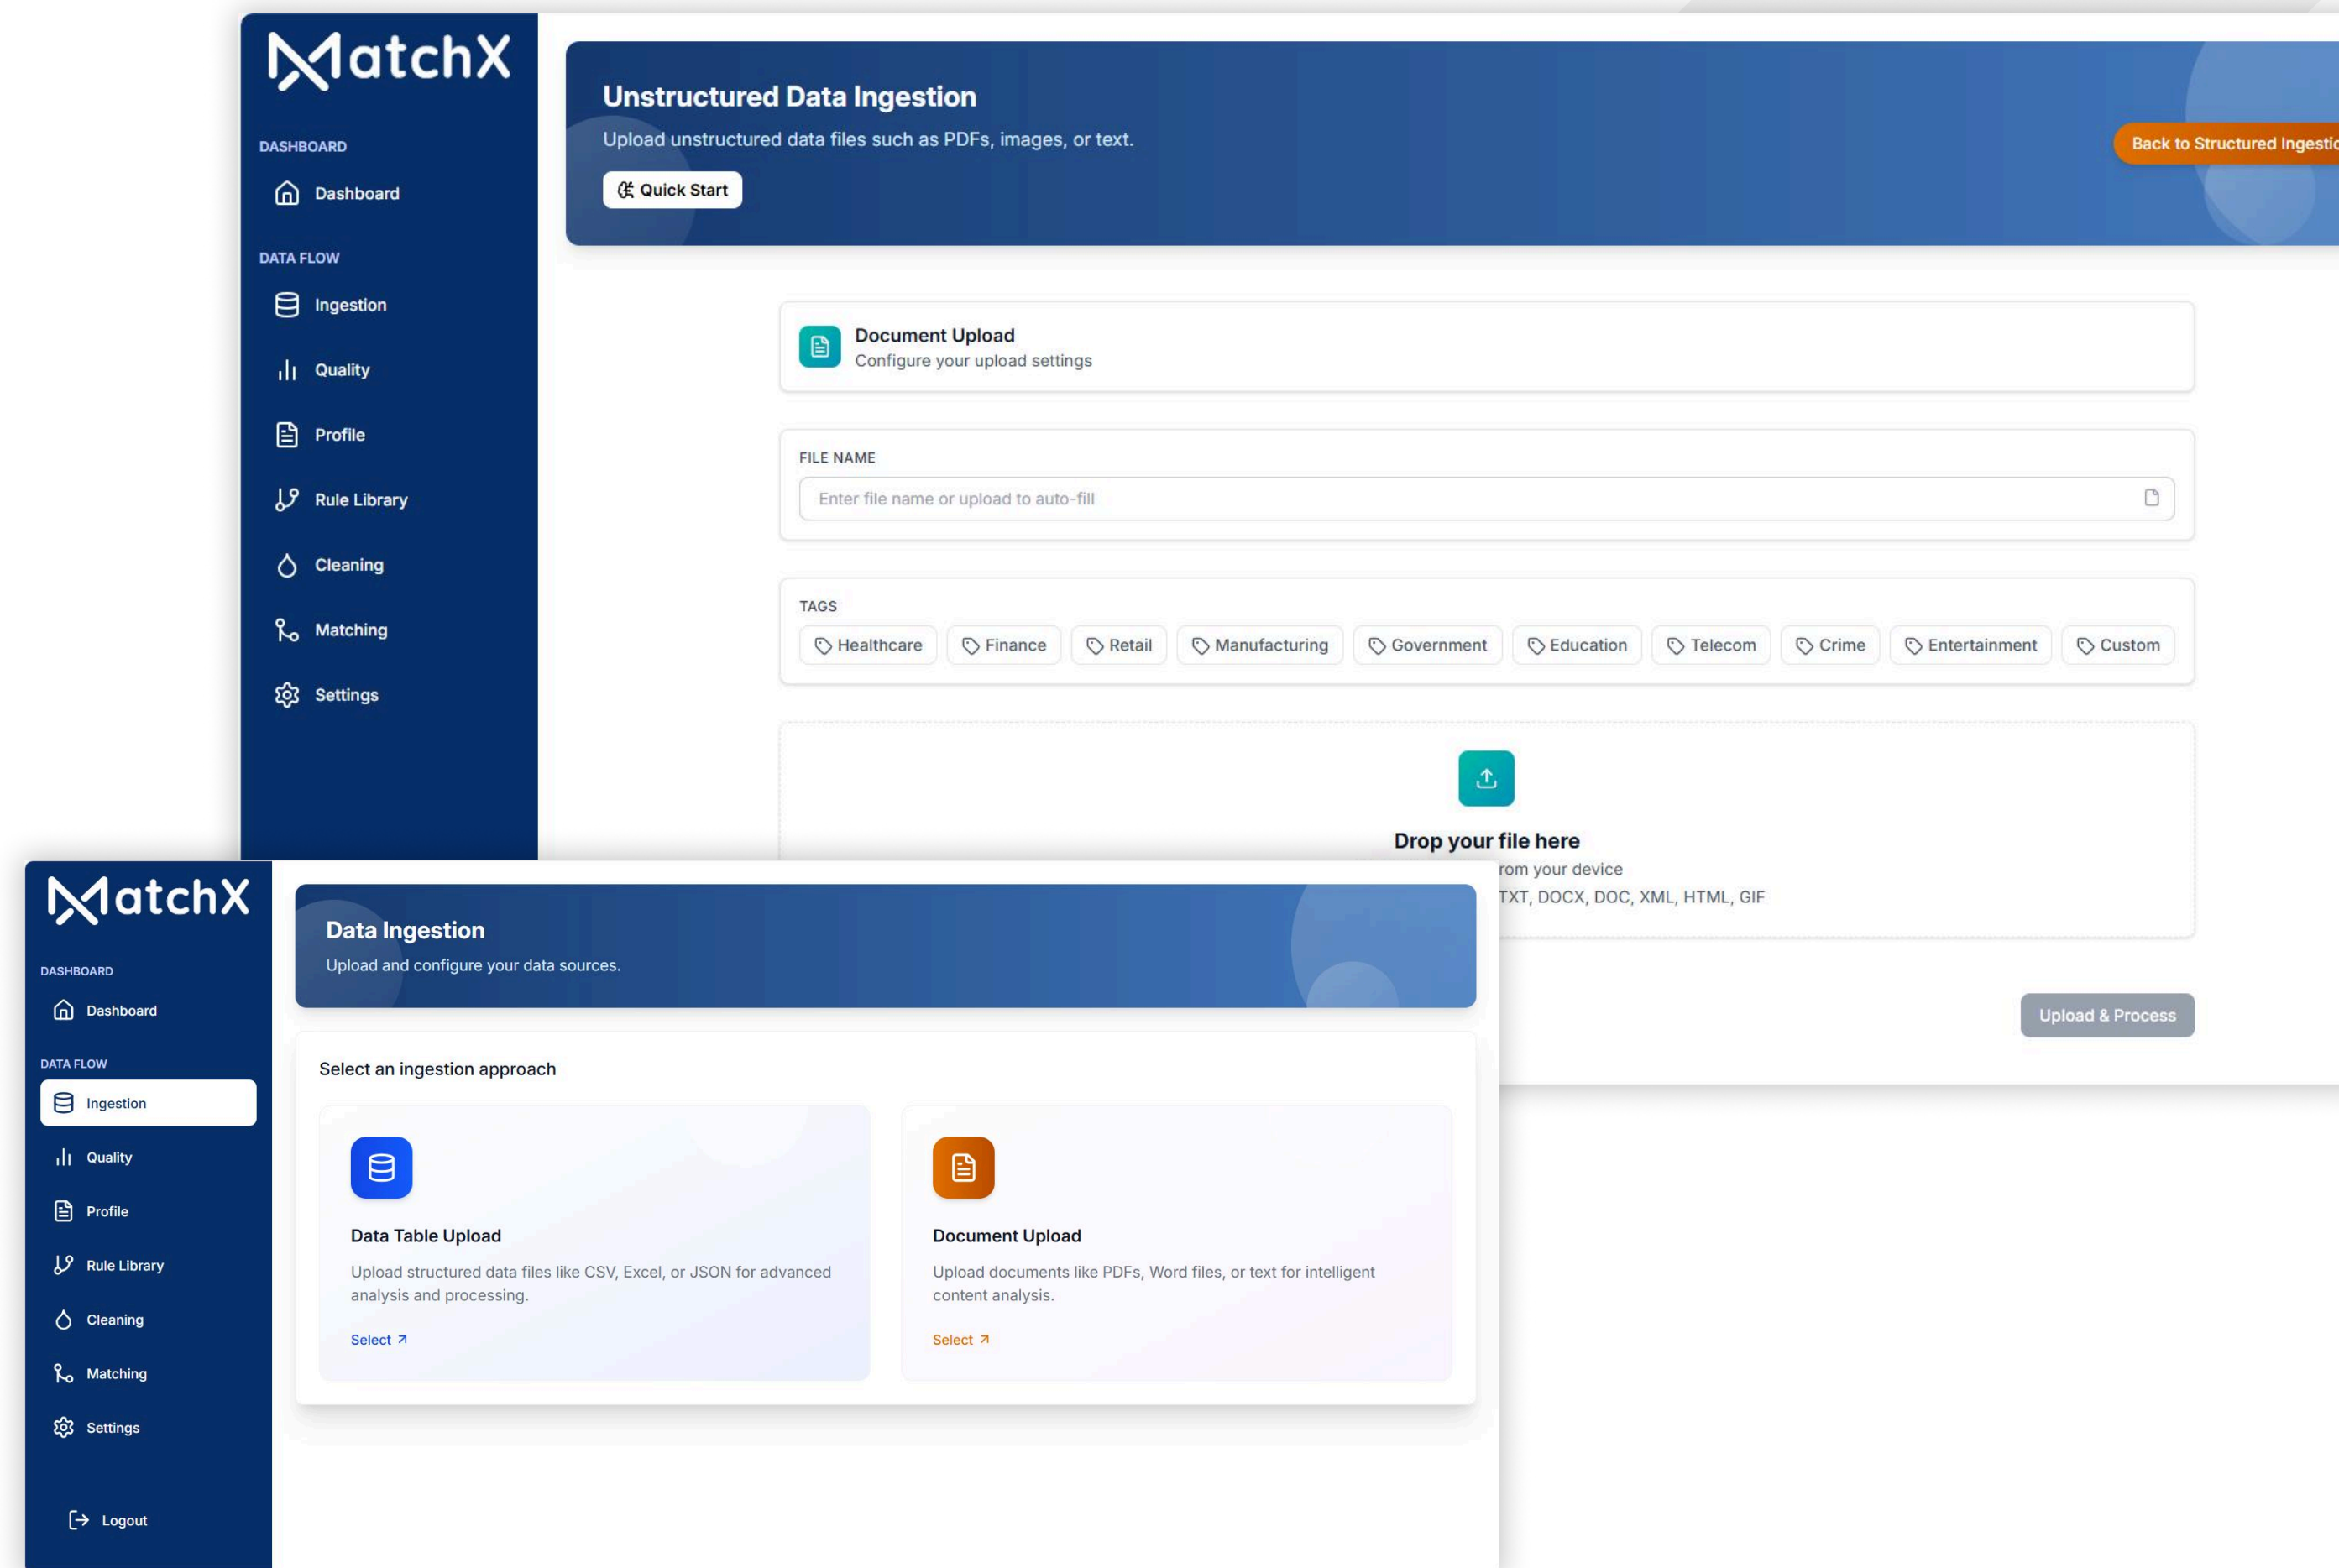 MatchX
DASHBOARD
Dashboard
DATA FLOW
Ingestion
Quality
Profile
Rule Library
Cleaning
Matching
Settings
Unstructured Data Ingestion
Upload unstructured data files such as PDFs, images, or text.
Quick Start
Back to Structured
Document Upload
Configure your upload settings
FILE NAME
Enter file name or upload to auto-fill
TAGS
Healthcare Finance Retail Manufacturing Government Education Telecom Crime Entertainment Custom
Drop your file here
your device
TXT, DOCX, DOC, XML, HTML, GIF
Upload & Process
MatchX
DASHBOARD
Dashboard
DATA FLOW
Ingestion
Quality
Profile
Rule Library
Cleaning
Matching
Settings
Logout
Data Ingestion
Upload and configure your data sources.
Select an ingestion approach
Data Table Upload
Upload structured data files like CSV, Excel, or JSON for advanced
analysis and processing.
Select
Document Upload
Upload documents like PDFs, Word files, or text for intelligent
content analysis.
Select